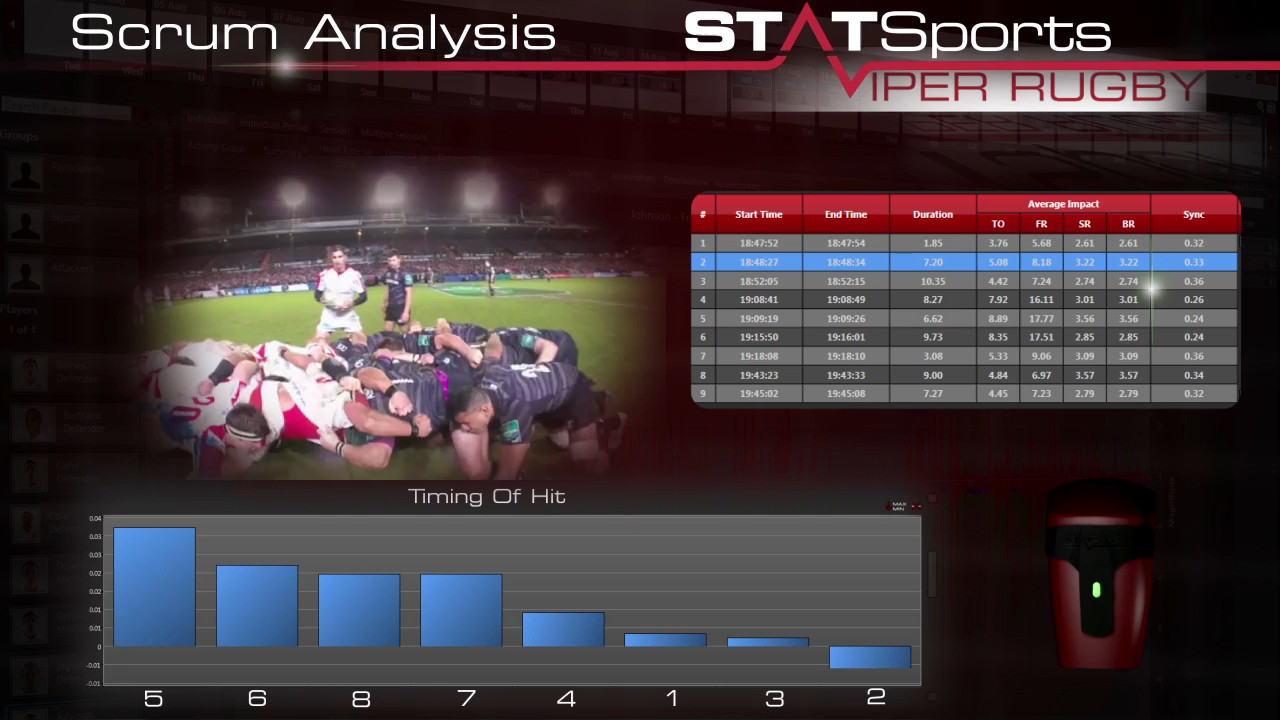 Scrum Analysis
STATSports
VIPER RUGBY
# Start Time End Time Duration Average Impact Sync
TO FR SR BR
1 18:47:52 18:47:54 1.85 3.76 5.68 2.61 2.61 0.32
2 18:48:27 18:48:34 7.20 5.08 8.18 3.22 3.22 0.33
3 18:52:05 18:52:15 10.35 4.42 7.24 2.74 2.74 0.36
4 19:08:41 19:08:49 8.27 7.92 16.11 3.01 3.01 0.26
5 19:09:19 19:09:26 6.62 8.89 17.77 3.56 3.56 0.24
6 19:15:50 19:16:01 9.73 8.35 17.51 2.85 2.85 0.24
7 19:18:08 19:18:10 3.08 5.33 9.06 3.09 3.09 0.36
8 19:43:23 19:43:33 9.00 4.84 6.97 3.57 3.57 0.34
9 19:45:02 19:45:08 7.27 4.45 7.23 2.79 2.79 0.32
Timing Of Hit
MAX
MIN
0.04
0.03
0.03
0.02
0.02
0.01
0.01
0
-0.01
-0.01
5 6 8 7 4 1 3 2